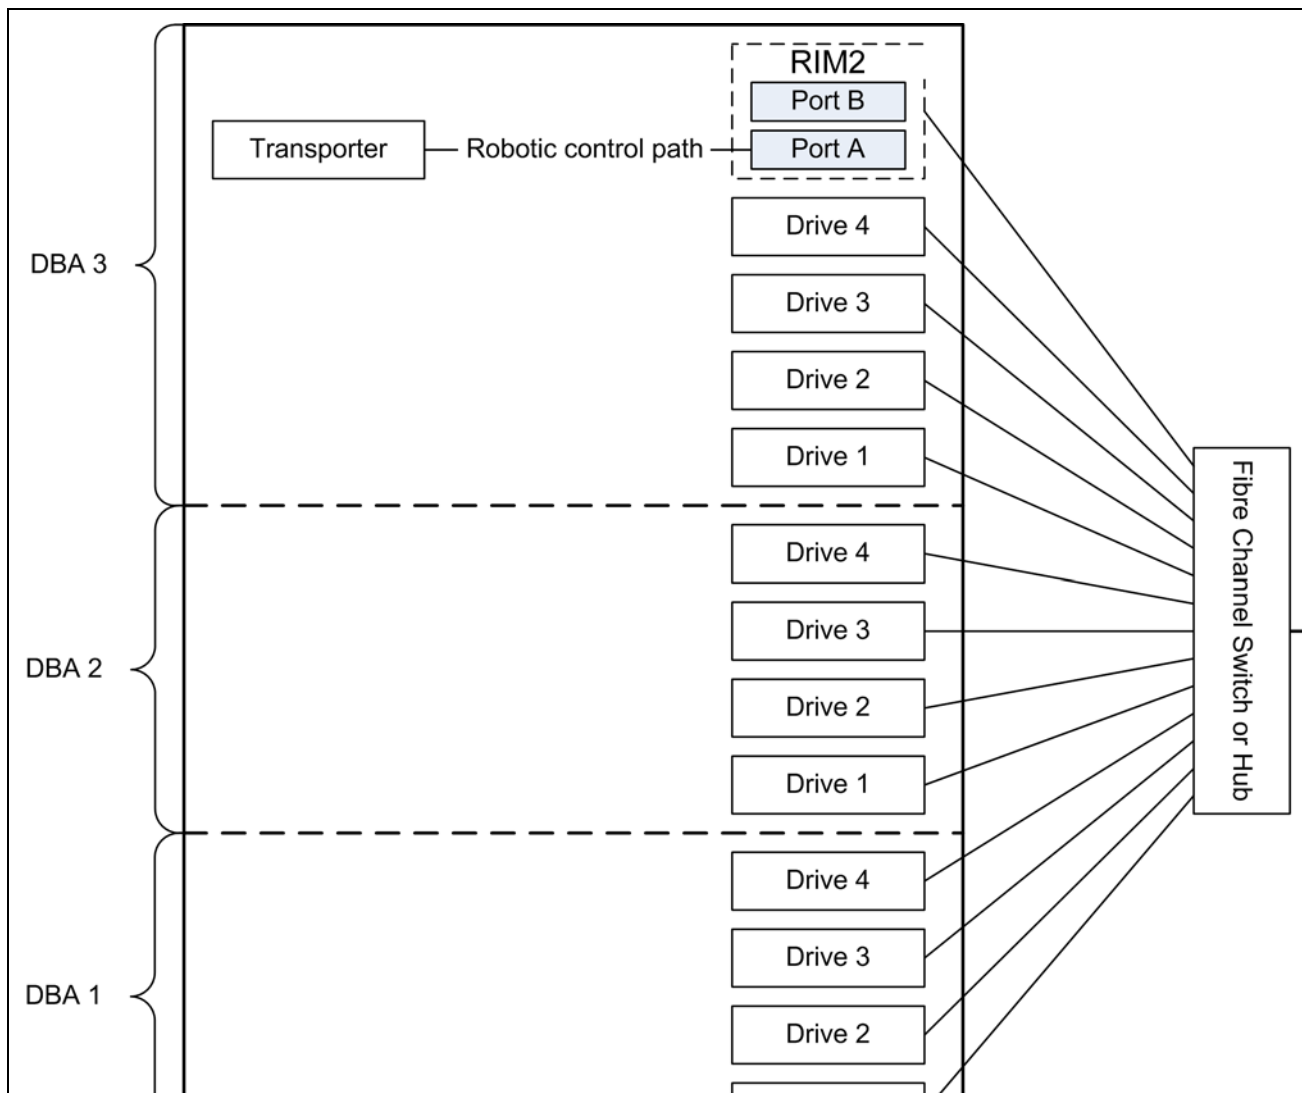 RIM2
Port B
Transporter
Robotic control path
Port A
Drive 4
DBA 3
Drive 3
Drive 2
Drive 1
Drive 4
Drive 3
DBA 2
Drive 2
Drive 1
Fibre Channel Switch or Hub
Drive 4
Drive 3
DBA 1
Drive 2